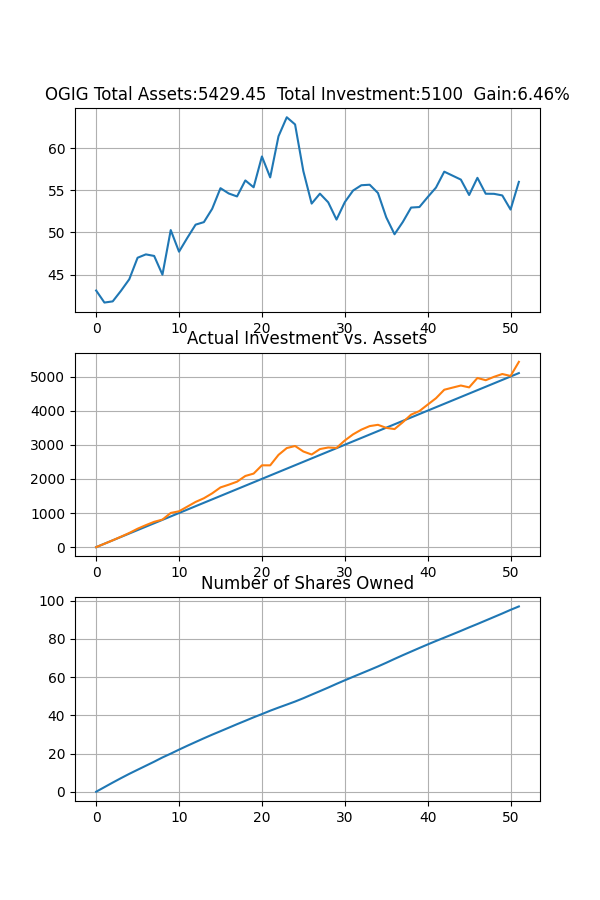 OGIG Total Assets:5429.45  Total Investment:5100  Gain:6.46%
60
55
50
45
0 10 20 30 40 50
Actual Investment vs. Assets
5000
4000
3000
2000
1000
0
0 10 20 30 40 50
Number of Shares Owned
100
80
60
40
20
0
0 10 20 30 40 50